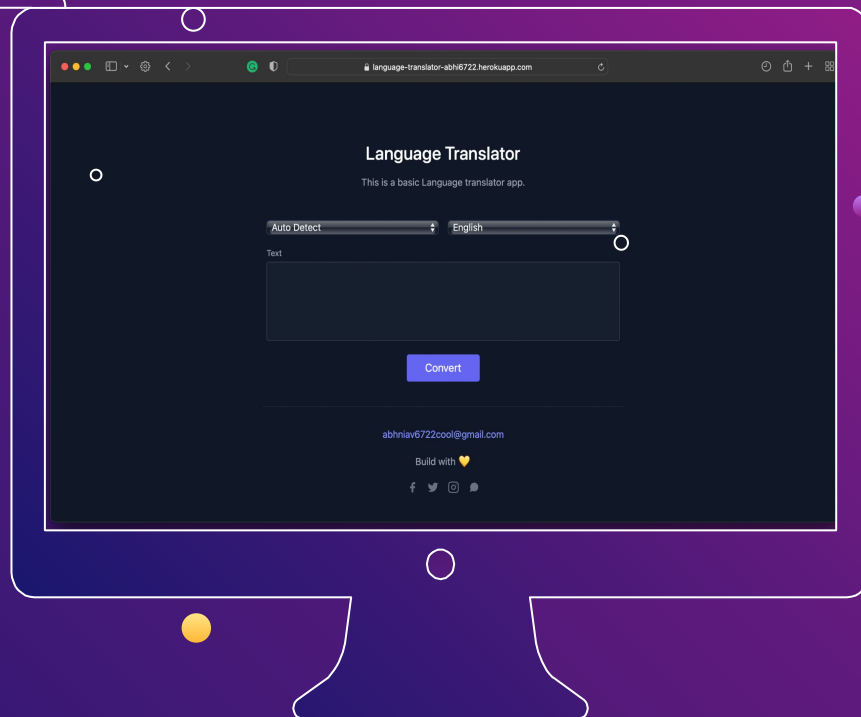 language-translator-abhi6722.herokuapp.com
Language Translator
This is a basic Language translator app.
Auto Detect English
Text
Convert
abhniav6722cool@gmail.com
Build with 💛